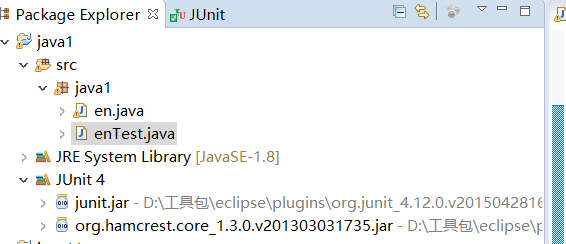 Package Explorer JUnit
java1
src
java1
en.java
enTest.java
JRE System Library [JavaSE-1.8]
JUnit 4
junit.jar - D:\工具包\eclipse\plugins\org.junit_4.12.0.v2015042816
org.hamcrest.core_1.3.0.v201303031735.jar - D:\工具包\eclipse\p